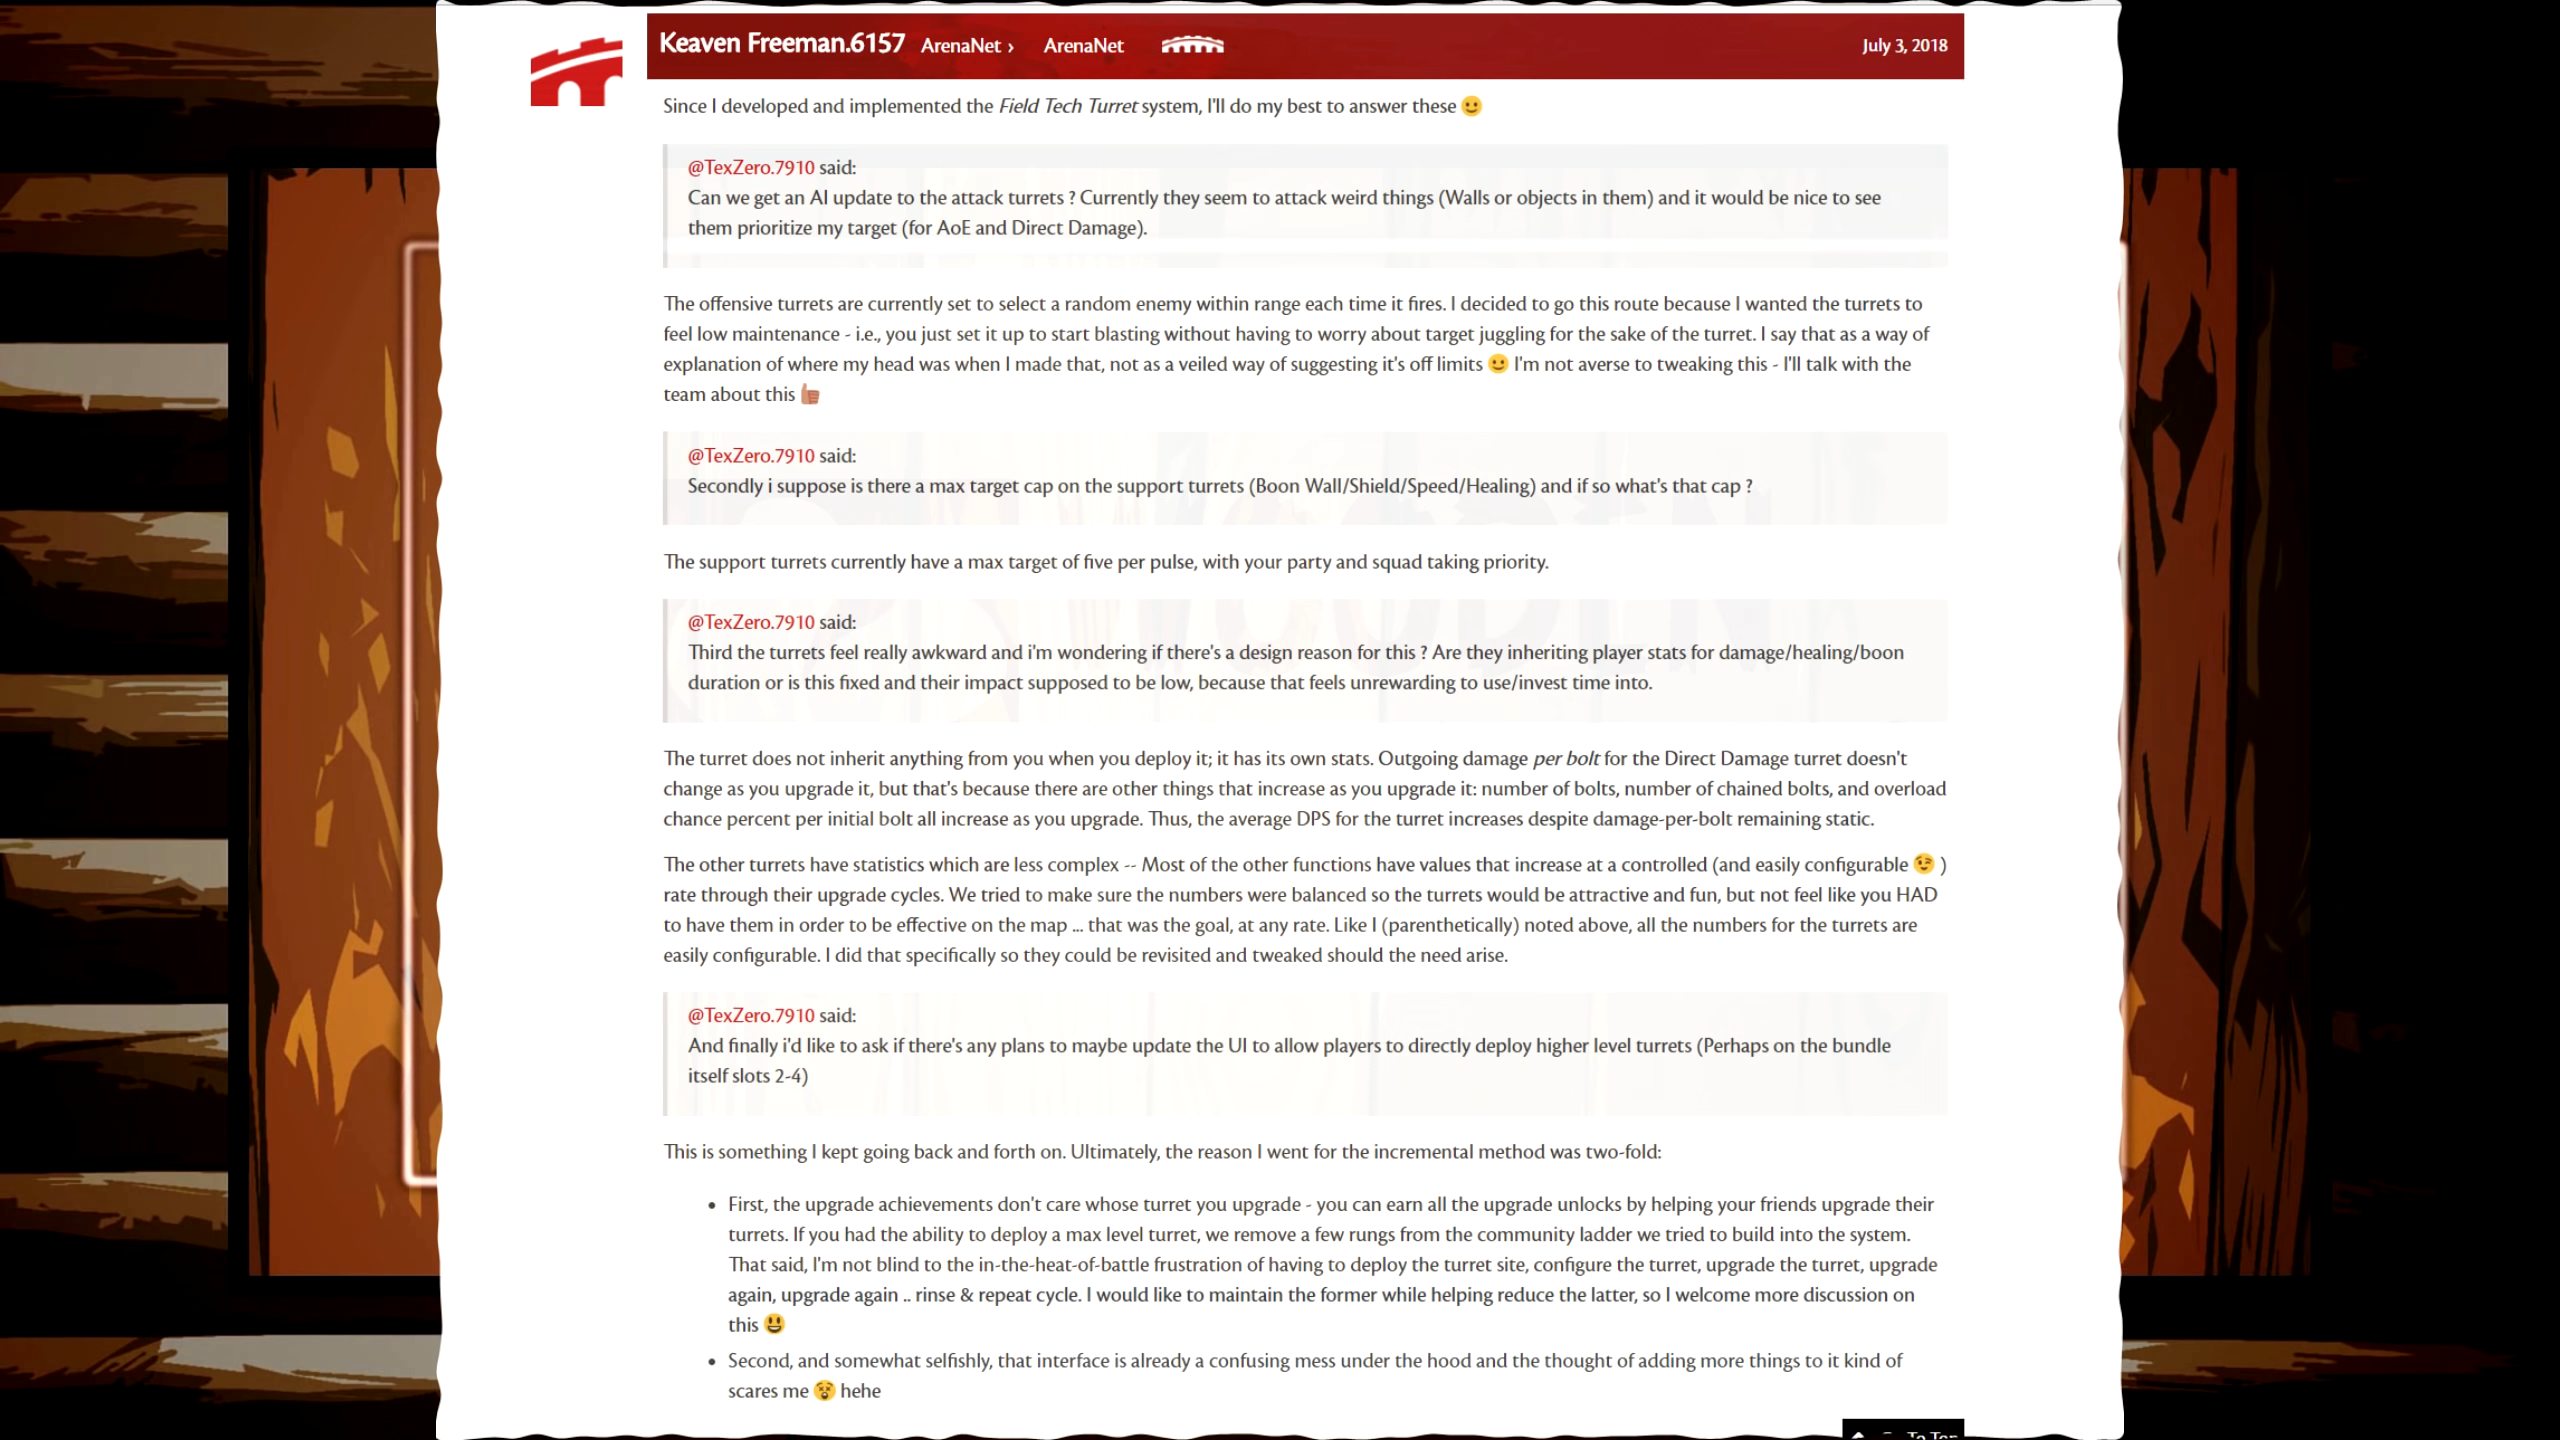 Keaven Freeman.6157 ArenaNet › ArenaNet July 3, 2018
Since I developed and implemented the Field Tech Turret system, I'll do my best to answer these 🙂
@TexZero.7910 said:
Can we get an AI update to the attack turrets ? Currently they seem to attack weird things (Walls or objects in them) and it would be nice to see
them prioritize my target (for AoE and Direct Damage).
The offensive turrets are currently set to select a random enemy within range each time it fires. I decided to go this route because I wanted the turrets to
feel low maintenance - i.e., you just set it up to start blasting without having to worry about target juggling for the sake of the turret. I say that as a way of
explanation of where my head was when I made that, not as a veiled way of suggesting it's off limits 🙂 I'm not averse to tweaking this - I'll talk with the
team about this 👍
@TexZero.7910 said:
Secondly i suppose is there a max target cap on the support turrets (Boon Wall/Shield/Speed/Healing) and if so what's that cap ?
The support turrets currently have a max target of five per pulse, with your party and squad taking priority.
@TexZero.7910 said:
Third the turrets feel really awkward and i'm wondering if there's a design reason for this ? Are they inheriting player stats for damage/healing/boon
duration or is this fixed and their impact supposed to be low, because that feels unrewarding to use/invest time into.
The turret does not inherit anything from you when you deploy it; it has its own stats. Outgoing damage per bolt for the Direct Damage turret doesn't
change as you upgrade it, but that's because there are other things that increase as you upgrade it: number of bolts, number of chained bolts, and overload
chance percent per initial bolt all increase as you upgrade. Thus, the average DPS for the turret increases despite damage-per-bolt remaining static.
The other turrets have statistics which are less complex -- Most of the other functions have values that increase at a controlled (and easily configurable 😉 )
rate through their upgrade cycles. We tried to make sure the numbers were balanced so the turrets would be attractive and fun, but not feel like you HAD
to have them in order to be effective on the map ... that was the goal, at any rate. Like I (parenthetically) noted above, all the numbers for the turrets are
easily configurable. I did that specifically so they could be revisited and tweaked should the need arise.
@TexZero.7910 said:
And finally i'd like to ask if there's any plans to maybe update the UI to allow players to directly deploy higher level turrets (Perhaps on the bundle
itself slots 2-4)
This is something I kept going back and forth on. Ultimately, the reason I went for the incremental method was two-fold:
• First, the upgrade achievements don't care whose turret you upgrade - you can earn all the upgrade unlocks by helping your friends upgrade their
turrets. If you had the ability to deploy a max level turret, we remove a few rungs from the community ladder we tried to build into the system.
That said, I'm not blind to the in-the-heat-of-battle frustration of having to deploy the turret site, configure the turret, upgrade the turret, upgrade
again, upgrade again .. rinse & repeat cycle. I would like to maintain the former while helping reduce the latter, so I welcome more discussion on
this 😃
• Second, and somewhat selfishly, that interface is already a confusing mess under the hood and the thought of adding more things to it kind of
scares me 😵 hehe